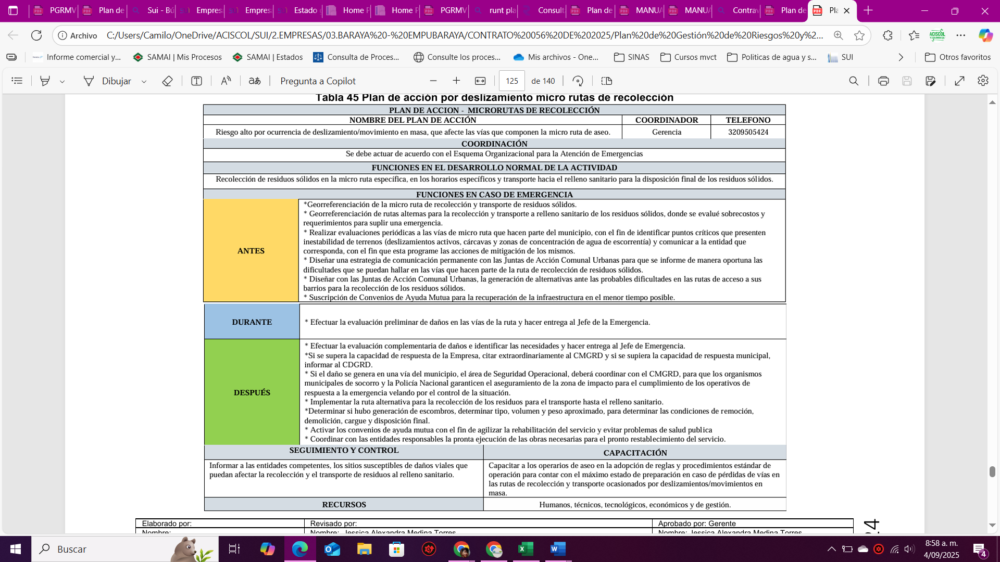 PGRMV
Plan de
Sui - Bú
Empres
Empres
Estado
Home P
Home P
PGRMV
runt pla
Consult
Plan de
MANUA
MANUA
Contrav
Plan de
Pla
Archivo C:/Users/Camilo/OneDrive/ACISCOL/SUI/2.EMPRESAS/03.BARAYA%20-%20EMPUBARAYA/CONTRATO%20056%20DE%202025/Plan%20de%20Gestión%20de%20Riesgos%20y%2...
Informe comercial y... SAMAI | Mis Procesos SAMAI | Estados Consulta de Proces... Consulte los proces... Mis archivos - One... SINAS Cursos mvct Politicas de agua y s... SUI Otros favoritos
Dibujar Pregunta a Copilot 125 de 140
Tabla 45 Plan de acción por deslizamiento micro rutas de recolección
PLAN DE ACCION - MICRORUTAS DE RECOLECCIÓN
NOMBRE DEL PLAN DE ACCIÓN COORDINADOR TELEFONO
Riesgo alto por ocurrencia de deslizamiento/movimiento en masa, que afecte las vías que componen la micro ruta de aseo. Gerencia 3209505424
COORDINACIÓN
Se debe actuar de acuerdo con el Esquema Organizacional para la Atención de Emergencias
FUNCIONES EN EL DESARROLLO NORMAL DE LA ACTIVIDAD
Recolección de residuos sólidos en la micro ruta específica, en los horarios específicos y transporte hacia el relleno sanitario para la disposición final de los residuos sólidos.
FUNCIONES EN CASO DE EMERGENCIA
ANTES
*Georreferenciación de la micro ruta de recolección y transporte de residuos sólidos.
* Georreferenciación de rutas alternas para la recolección y transporte a relleno sanitario de los residuos sólidos, donde se evalué sobrecostos y
requerimientos para suplir una emergencia.
* Realizar evaluaciones periódicas a las vías de micro ruta que hacen parte del municipio, con el fin de identificar puntos críticos que presenten
inestabilidad de terrenos (deslizamientos activos, cárcavas y zonas de concentración de agua de escorrentía) y comunicar a la entidad que
corresponda, con el fin que esta programe las acciones de mitigación de los mismos.
* Diseñar una estrategia de comunicación permanente con las Juntas de Acción Comunal Urbanas para que se informe de manera oportuna las
dificultades que se puedan hallar en las vías que hacen parte de la ruta de recolección de residuos sólidos.
* Diseñar con las Juntas de Acción Comunal Urbanas, la generación de alternativas ante las probables dificultades en las rutas de acceso a sus
barrios para la recolección de los residuos sólidos.
* Suscripción de Convenios de Ayuda Mutua para la recuperación de la infraestructura en el menor tiempo posible.
DURANTE
* Efectuar la evaluación preliminar de daños en las vías de la ruta y hacer entrega al Jefe de la Emergencia.
DESPUÉS
* Efectuar la evaluación complementaria de daños e identificar las necesidades y hacer entrega al Jefe de Emergencia.
*Si se supera la capacidad de respuesta de la Empresa, citar extraordinariamente al CMGRD y si se supiera la capacidad de respuesta municipal,
informar al CDGRD.
* Si el daño se genera en una vía del municipio, el área de Seguridad Operacional, deberá coordinar con el CMGRD, para que los organismos
municipales de socorro y la Policía Nacional garanticen el aseguramiento de la zona de impacto para el cumplimiento de los operativos de
respuesta a la emergencia velando por el control de la situación.
* Implementar la ruta alternativa para la recolección de los residuos para el transporte hasta el relleno sanitario.
*Determinar si hubo generación de escombros, determinar tipo, volumen y peso aproximado, para determinar las condiciones de remoción,
demolición, cargue y disposición final.
* Activar los convenios de ayuda mutua con el fin de agilizar la rehabilitación del servicio y evitar problemas de salud publica
* Coordinar con las entidades responsables la pronta ejecución de las obras necesarias para el pronto restablecimiento del servicio.
SEGUIMIENTO Y CONTROL
Informar a las entidades competentes, los sitios susceptibles de daños viales que
puedan afectar la recolección y el transporte de residuos al relleno sanitario.
CAPACITACIÓN
Capacitar a los operarios de aseo en la adopción de reglas y procedimientos estándar de
operación para contar con el máximo estado de preparación en caso de pérdidas de vías en
las rutas de recolección y transporte ocasionados por deslizamientos/movimientos en
masa.
RECURSOS Humanos, técnicos, tecnológicos, económicos y de gestión.
Elaborado por: Revisado por: Aprobado por: Gerente
Nombre: Nombre: Jessica Alexandra Medina Torres Nombre: Jessica Alexandra Medina Torres
Buscar
8:58 a. m.
4/09/2025
4